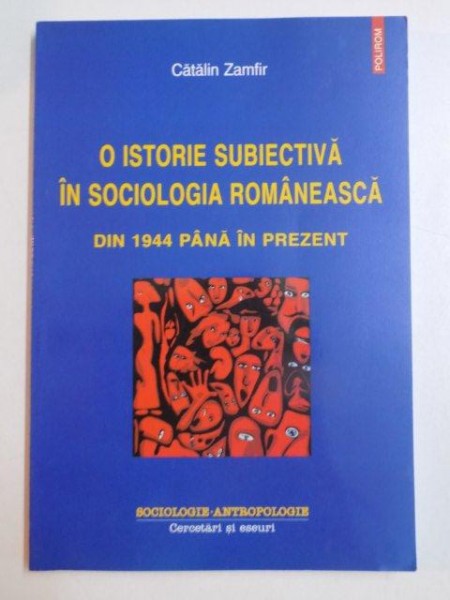 POLIROM
Cătălin Zamfir
O ISTORIE SUBIECTIVĂ
ÎN SOCIOLOGIA ROMÂNEASCĂ
DIN 1944 PÂNĂ ÎN PREZENT
SOCIOLOGIE·ANTROPOLOGIE
Cercetări și eseuri